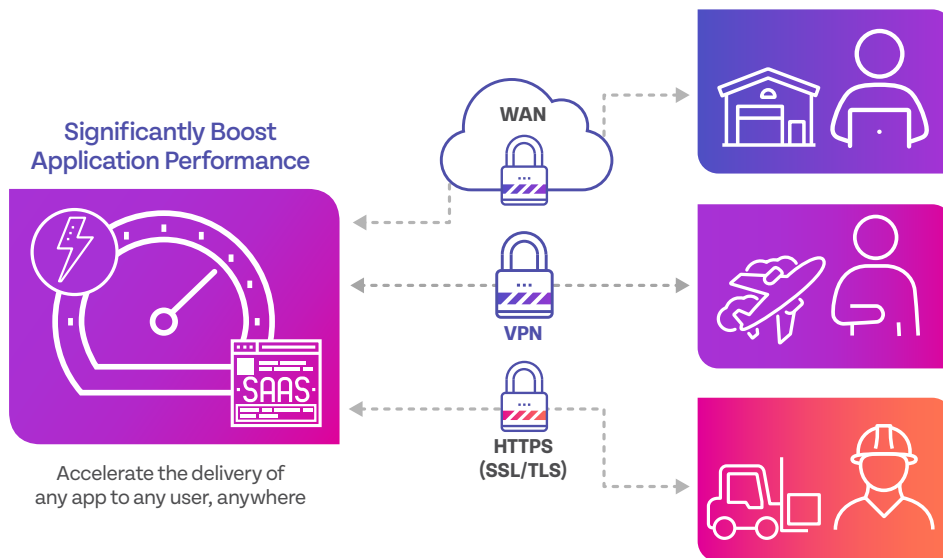 Significantly Boost
Application Performance
SAAS
Accelerate the delivery of
any app to any user, anywhere
WAN
VPN
HTTPS
(SSL/TLS)